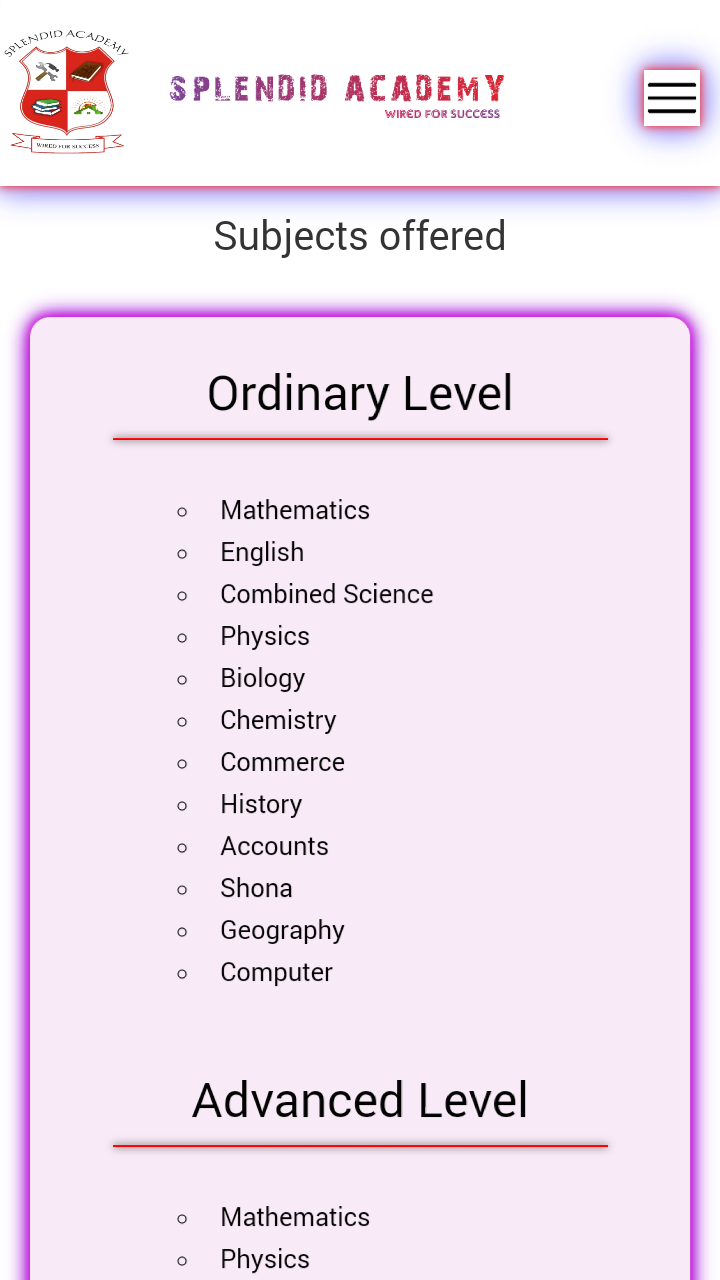 SPLENDID ACADEMY
WIRED FOR SUCCESS
SPLENDID ACADEMY
WIRED FOR SUCCESS
Subjects offered
Ordinary Level
Mathematics
English
Combined Science
Physics
Biology
Chemistry
Commerce
History
Accounts
Shona
Geography
Computer
Advanced Level
Mathematics
Physics